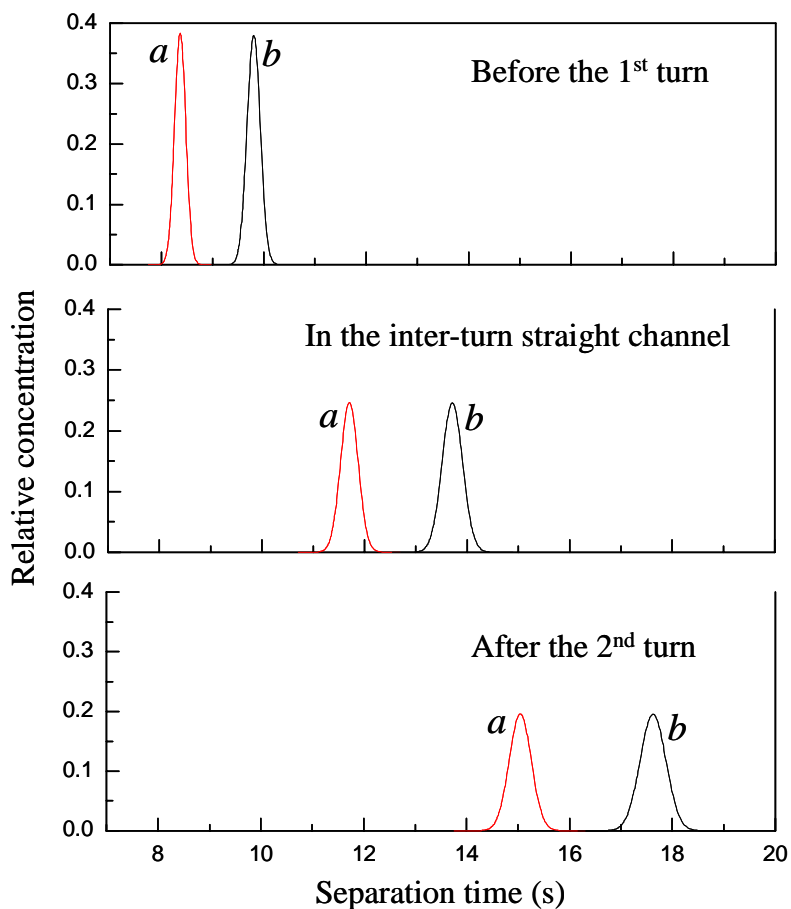 0.4
a
b
Before the 1st turn
0.3
0.2
0.1
0.0
0.4
In the inter-turn straight channel
0.3
a
b
0.2
0.1
0.0
Relative concentration
0.4
After the 2nd turn
0.3
0.2
a
b
0.1
0.0
8 10 12 14 16 18 20
Separation time (s)